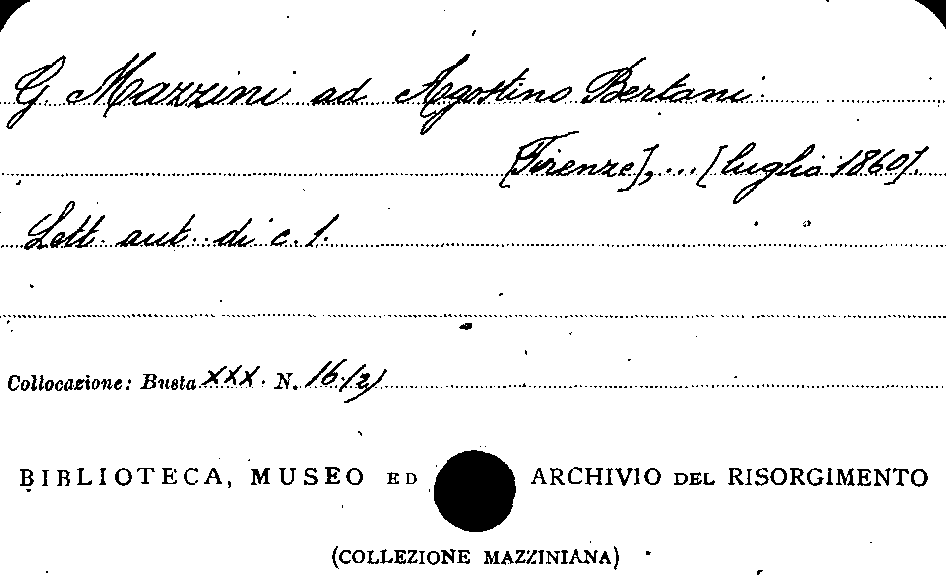 G. Mazzini ad Agostino Bertani.
[Firenze], ... [luglio 1860].
Lett. aut. di c. 1.
Collocazione: Busta XXX. N. 16 (2)
BIBLIOTECA, MUSEO ED ARCHIVIO DEL RISORGIMENTO
(COLLEZIONE MAZZINIANA)